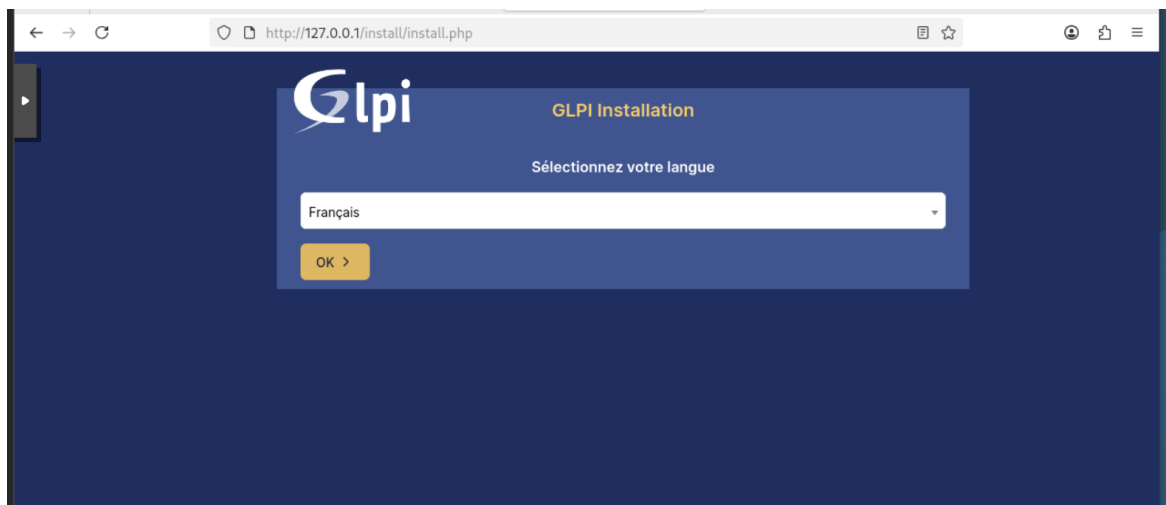 http://127.0.0.1/install/install.php
Glpi
GLPI Installation
Sélectionnez votre langue
Français
OK